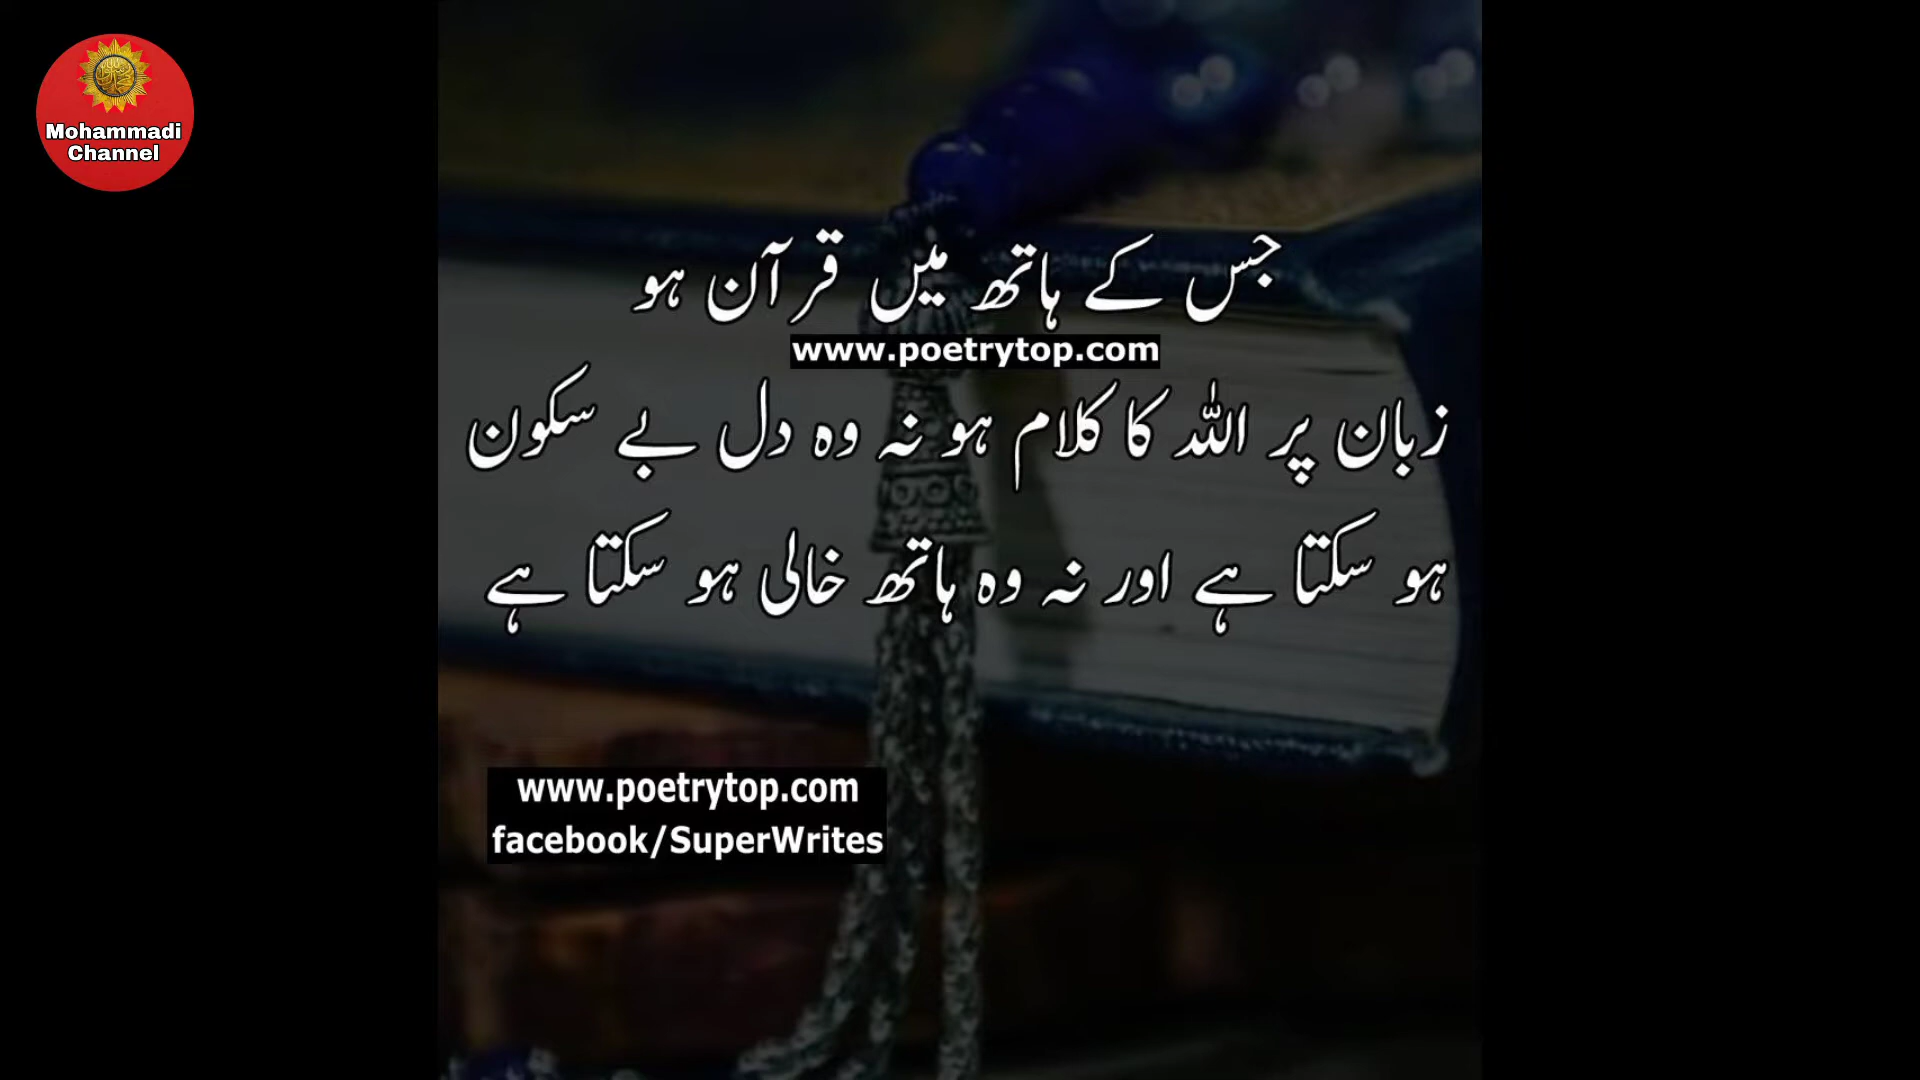 Mohammadi
Channel
جس کے ہاتھ میں قرآن ہو
www.poetrytop.com
زبان پر اللہ کا کلام ہو نہ وہ دل بے سکون
ہو سکتا ہے اور نہ وہ ہاتھ خالی ہو سکتا ہے
www.poetrytop.com
facebook/SuperWrites